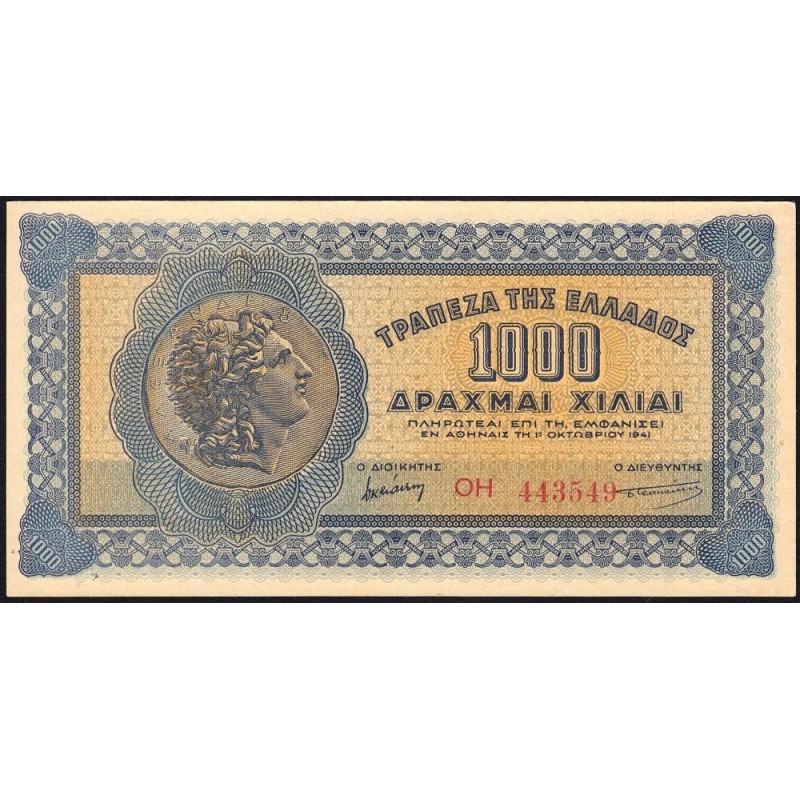 1000 1000
ΤΡΑΠΕΖΑ ΤΗΣ ΕΛΛΑΔΟΣ
1000
ΔΡΑΧΜΑΙ ΧΙΛΙΑΙ
ΠΛΗΡΩΤΕΑΙ ΕΠΙ ΤΗ, ΕΜΦΑΝΙΣΕΙ
ΕΝ ΑΘΗΝΑΙΣ ΤΗ 1Η ΟΚΤΩΒΡΙΟΥ 1941
Ο ΔΙΟΙΚΗΤΗΣ Ο ΔΙΕΥΘΥΝΤΗΣ
ΟΗ 443549
1000 1000